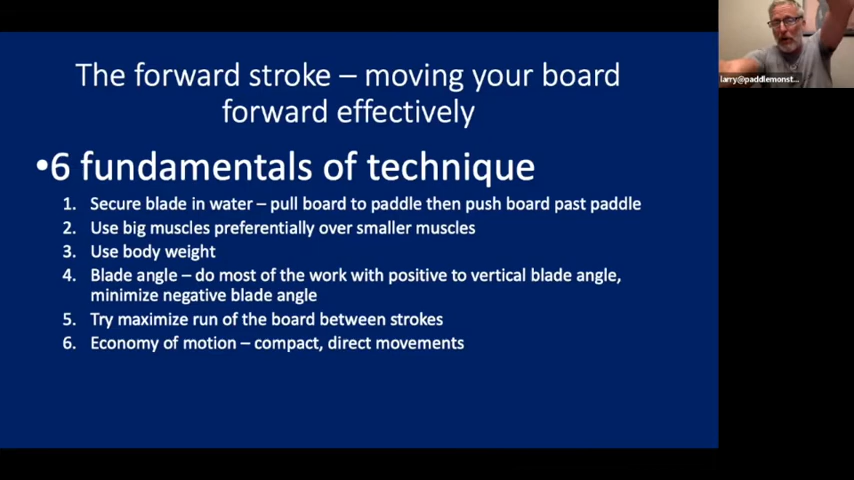 The forward stroke – moving your board
forward effectively
•6 fundamentals of technique
1. Secure blade in water – pull board to paddle then push board past paddle
2. Use big muscles preferentially over smaller muscles
3. Use body weight
4. Blade angle – do most of the work with positive to vertical blade angle,
minimize negative blade angle
5. Try maximize run of the board between strokes
6. Economy of motion – compact, direct movements
larry@paddlemonst...